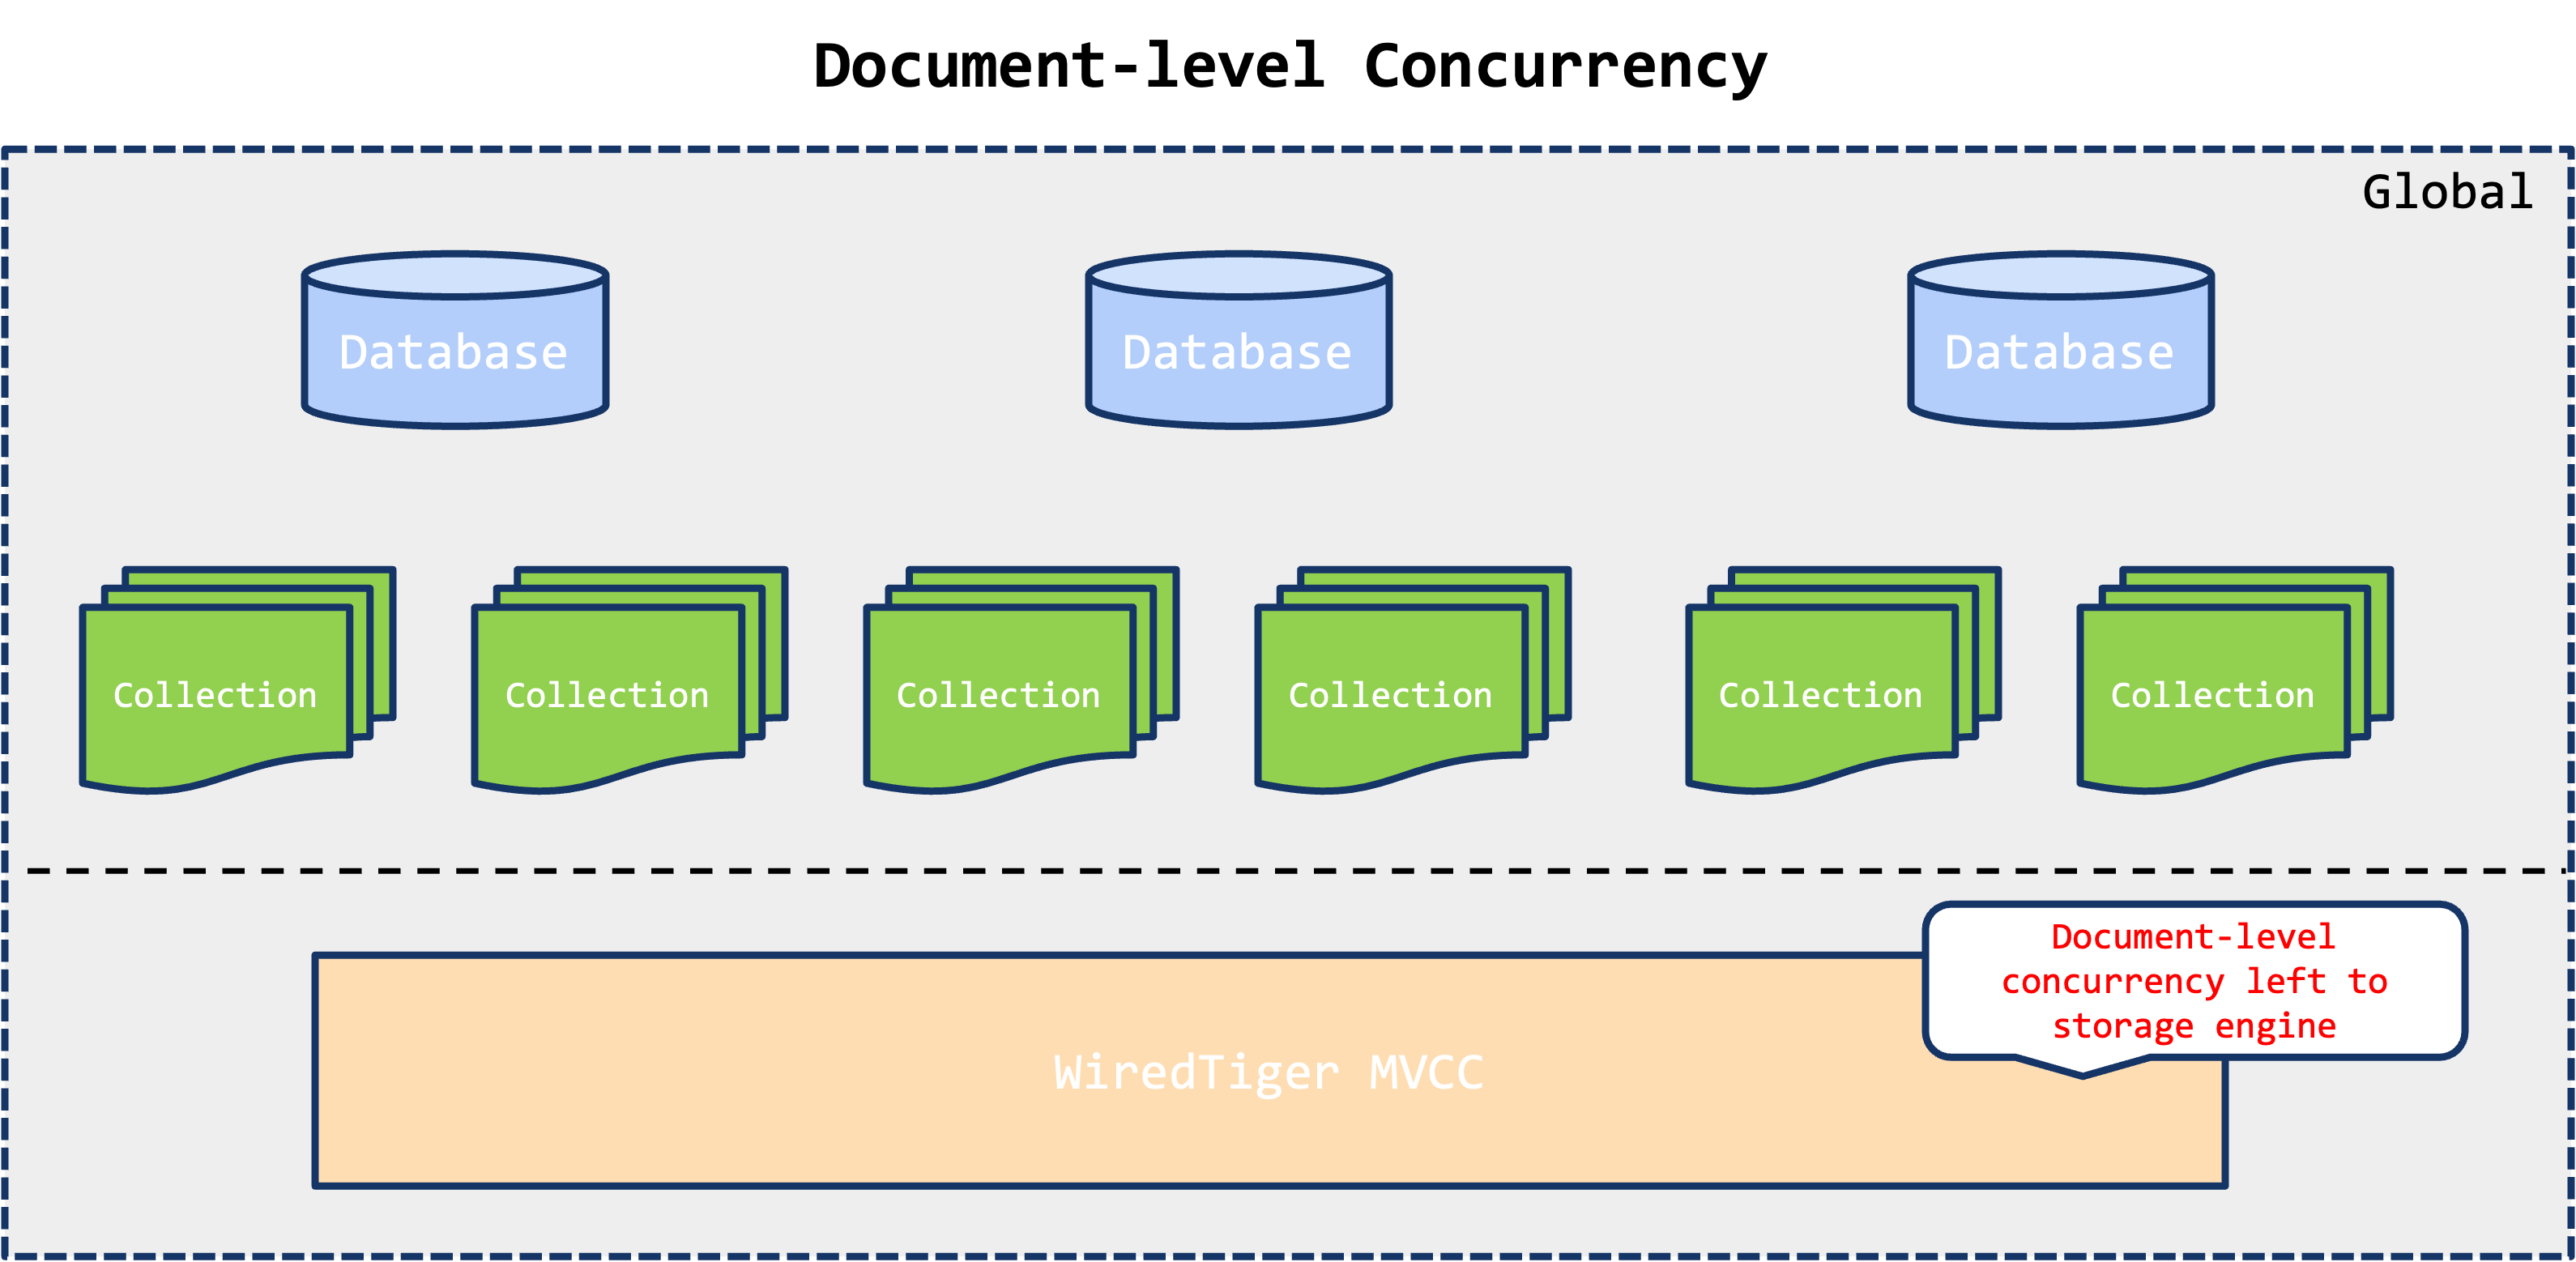 Document-level Concurrency
Global
Database
Database
Database
Collection
Collection
Collection
Collection
Collection
Collection
Document-level
concurrency left to
storage engine
WiredTiger MVCC